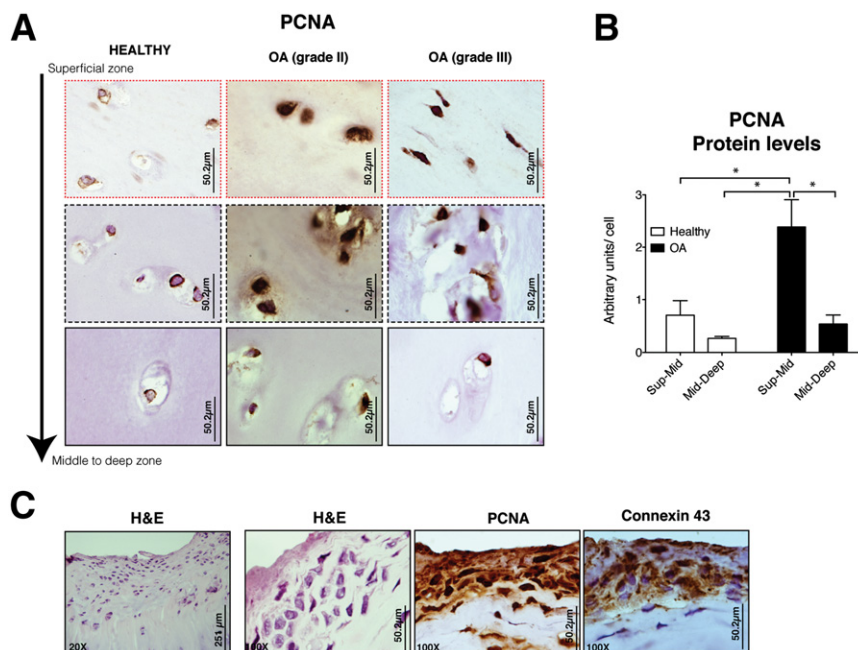 A
PCNA
HEALTHY
OA (grade II)
OA (grade III)
Superficial zone
50.2µm
50.2µm
50.2µm
50.2µm
50.2µm
50.2µm
50.2µm
50.2µm
50.2µm
Middle to deep zone
B
PCNA
Protein levels
* 
* *
3
2
1
0
Arbitrary units/ cell
Healthy
OA
Sup-Mid
Mid-Deep
Sup-Mid
Mid-Deep
C
H&E
H&E
PCNA
Connexin 43
251 µm
50.2µm
50.2µm
50.2µm
20X
100X
100X
100X